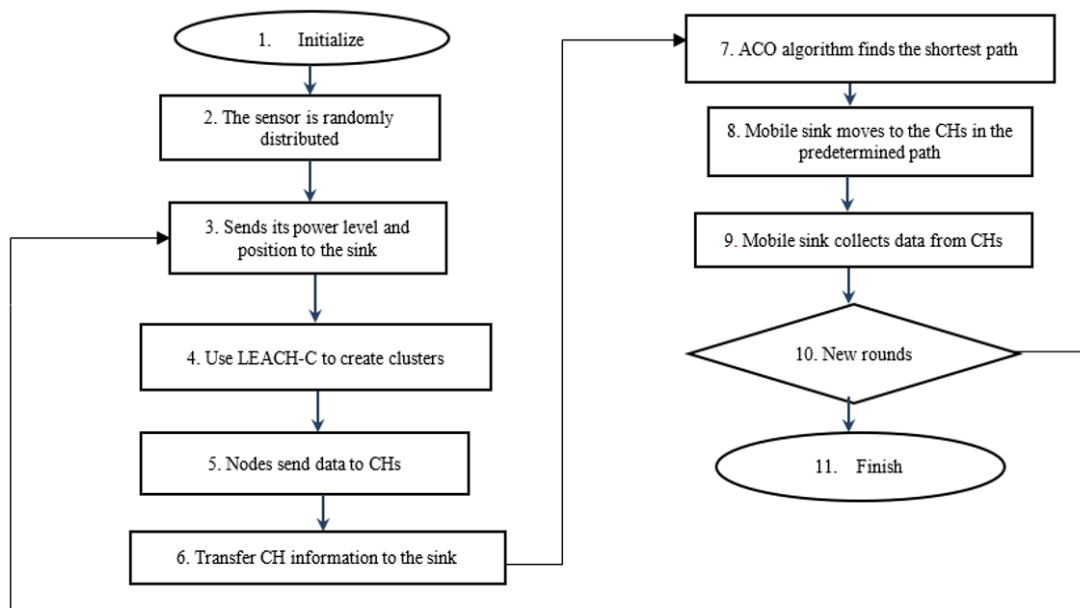 1. Initialize
2. The sensor is randomly
distributed
3. Sends its power level and
position to the sink
4. Use LEACH-C to create clusters
5. Nodes send data to CHs
6. Transfer CH information to the sink
7. ACO algorithm finds the shortest path
8. Mobile sink moves to the CHs in the
predetermined path
9. Mobile sink collects data from CHs
10. New rounds
11. Finish